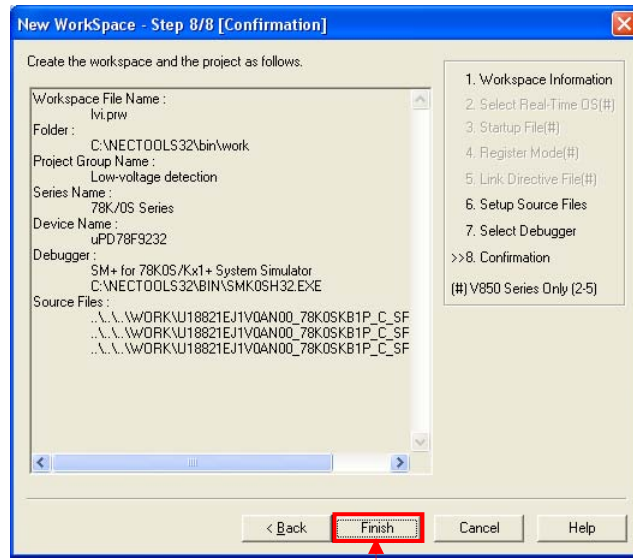 New WorkSpace - Step 8/8 [Confirmation]
Create the workspace and the project as follows.
Workspace File Name :
lvi.prw
Folder :
C:\NECTOOLS32\bin\work
Project Group Name :
Low-voltage detection
Series Name :
78K/0S Series
Device Name :
uPD78F9232
Debugger :
SM+ for 78K0S/Kx1+ System Simulator
C:\NECTOOLS32\BIN\SMK0SH32.EXE
Source Files :
..\..\..\WORK\U18821EJ1V0AN00_78K0SKB1P_C_SF
..\..\..\WORK\U18821EJ1V0AN00_78K0SKB1P_C_SF
..\..\..\WORK\U18821EJ1V0AN00_78K0SKB1P_C_SF
1. Workspace Information
2. Select Real-Time OS(#)
3. Startup File(#)
4. Register Mode(#)
5. Link Directive File(#)
6. Setup Source Files
7. Select Debugger
>>8. Confirmation
(#) V850 Series Only (2-5)
< Back
Finish
Cancel
Help